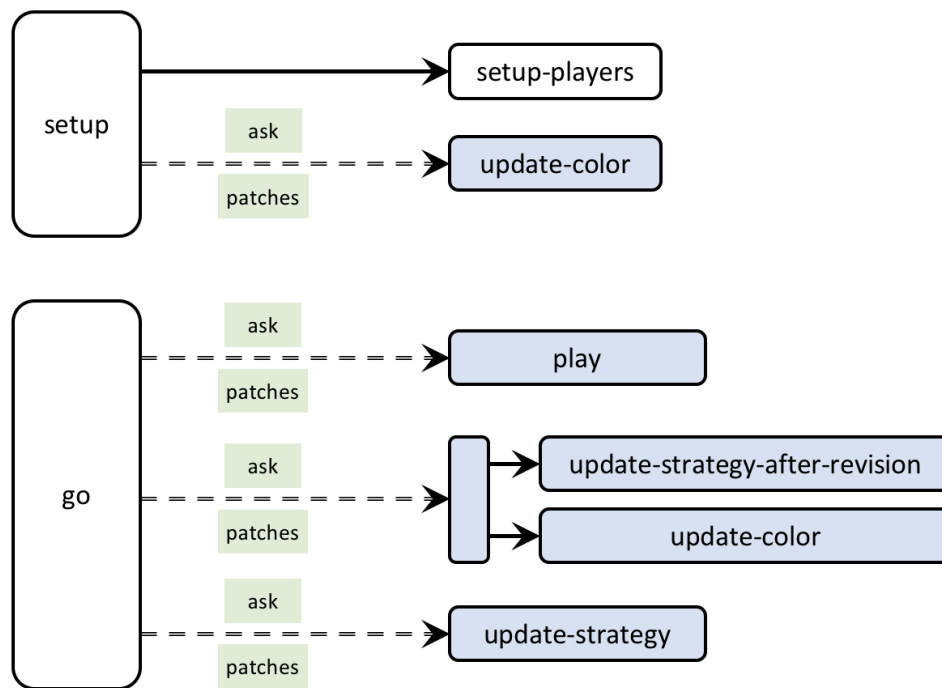 setup
setup-players
ask
patches
update-color
go
ask
patches
play
ask
patches
update-strategy-after-revision
update-color
ask
patches
update-strategy